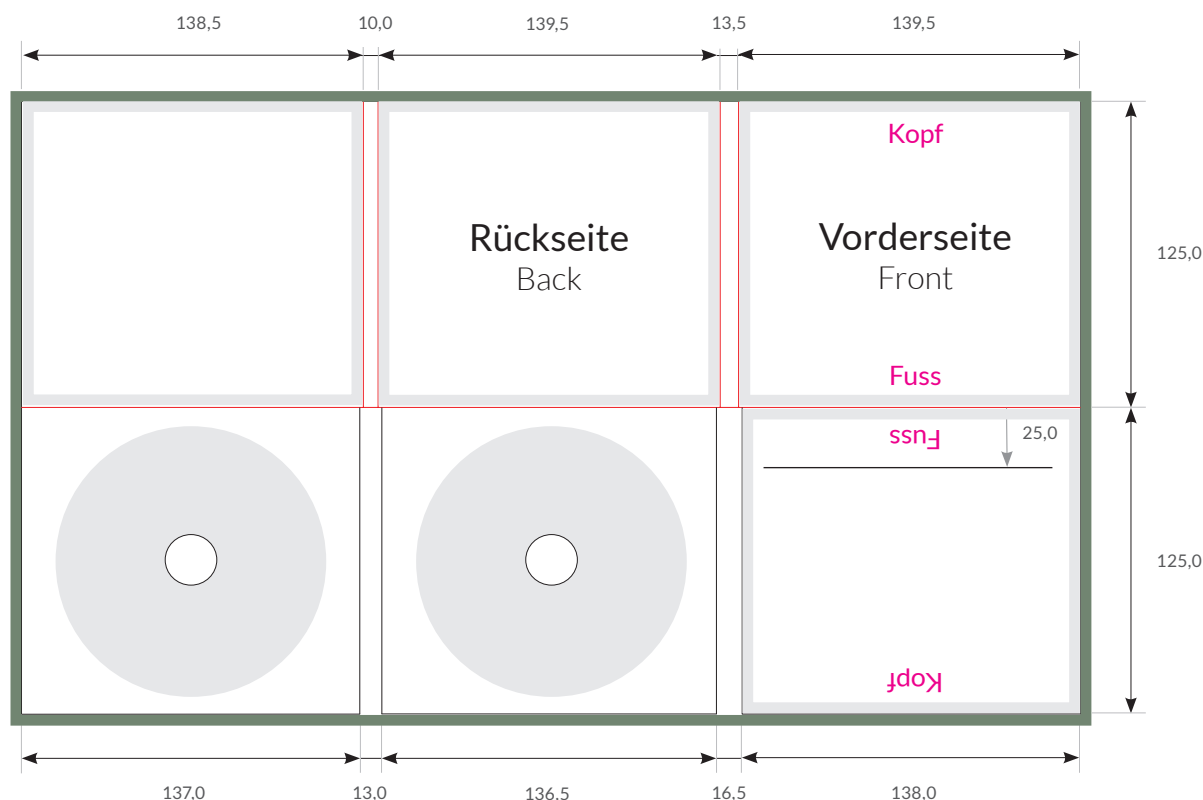 138,5
10,0
139,5
13,5
139,5
Kopf
Rückseite
Back
Vorderseite
Front
125,0
Fuss
Fuss
25,0
125,0
Kopf
137,0
13,0
136,5
16,5
138,0